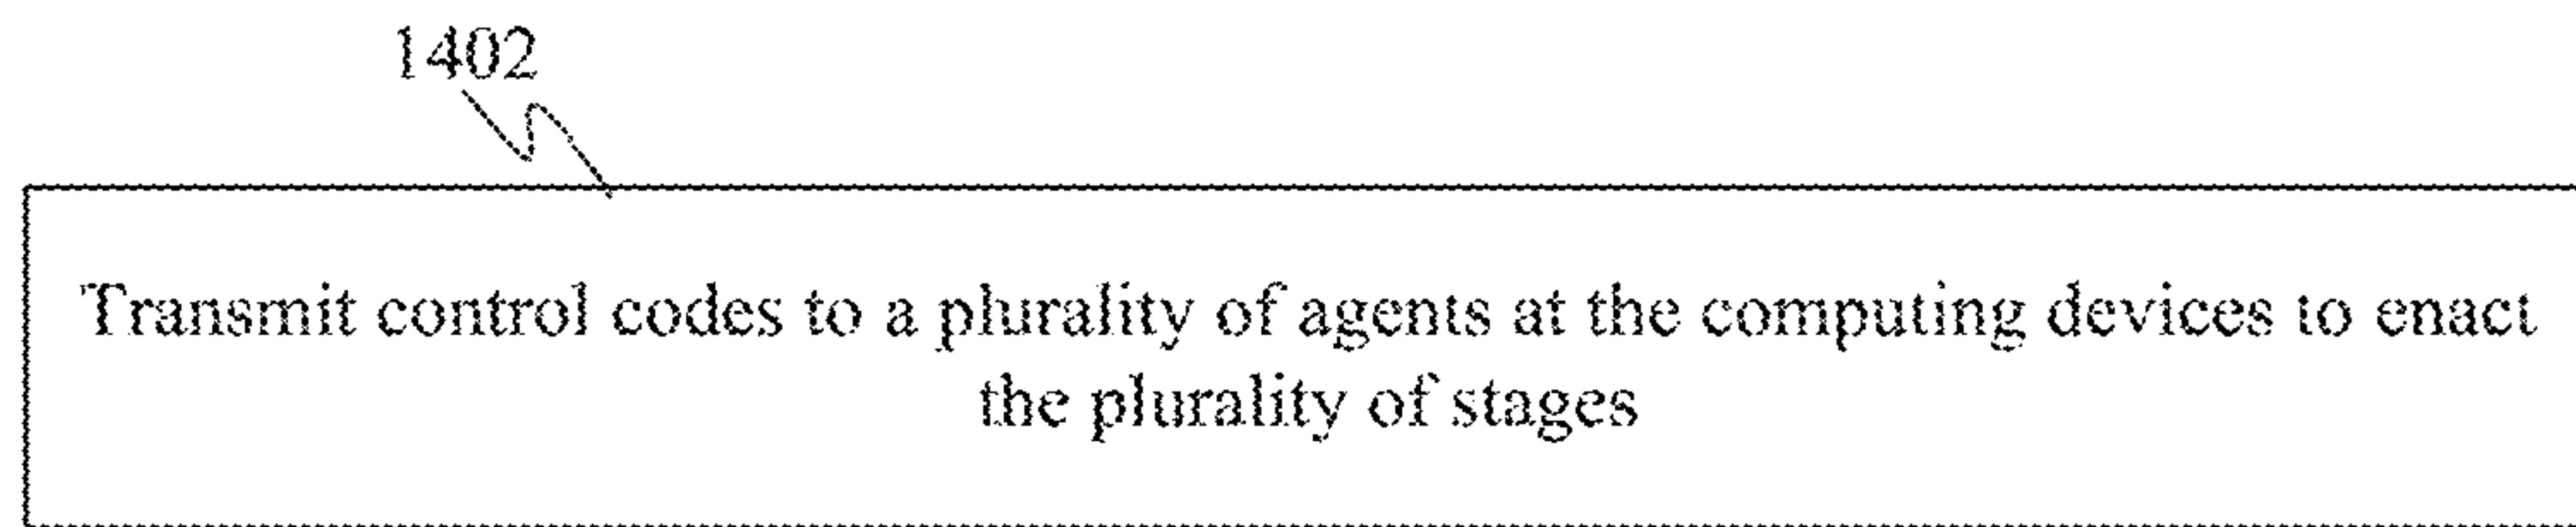 1402
Transmit control codes to a plurality of agents at the computing devices to enact
the plurality of stages